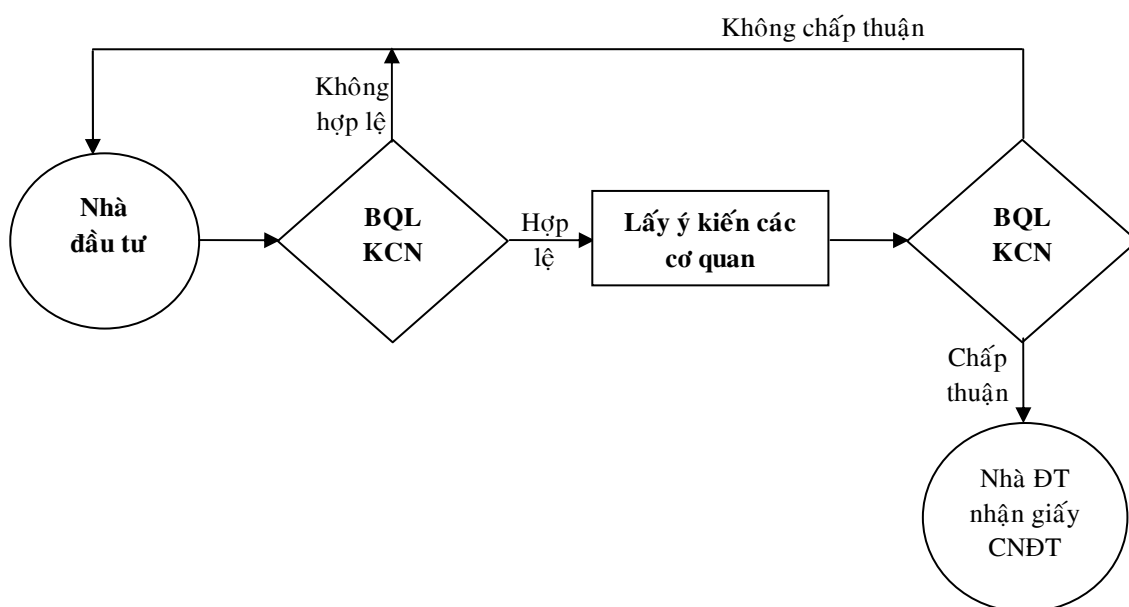 Không chấp thuận
Không
hợp lệ
Nhà
đầu tư
BQL
KCN
Hợp
lệ
Lấy ý kiến các
cơ quan
BQL
KCN
Chấp
thuận
Nhà ĐT
nhận giấy
CNĐT